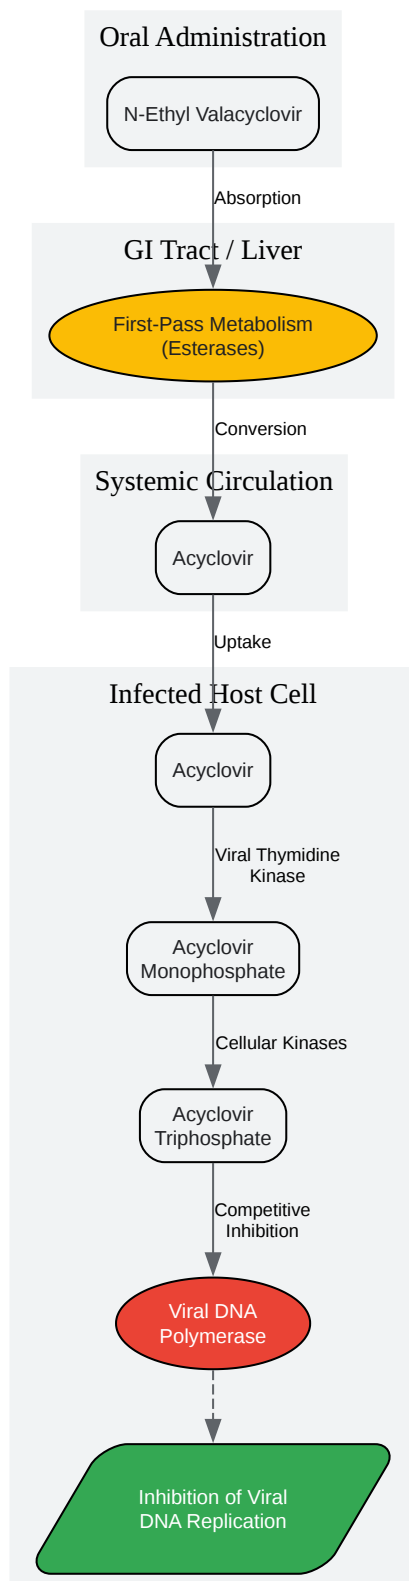 Oral Administration
N-Ethyl Valacyclovir
Absorption
GI Tract / Liver
First-Pass Metabolism
(Esterases)
Conversion
Systemic Circulation
Acyclovir
Uptake
Infected Host Cell
Acyclovir
Viral Thymidine
Kinase
Acyclovir
Monophosphate
Cellular Kinases
Acyclovir
Triphosphate
Competitive
Inhibition
Viral DNA
Polymerase
Inhibition of Viral
DNA Replication